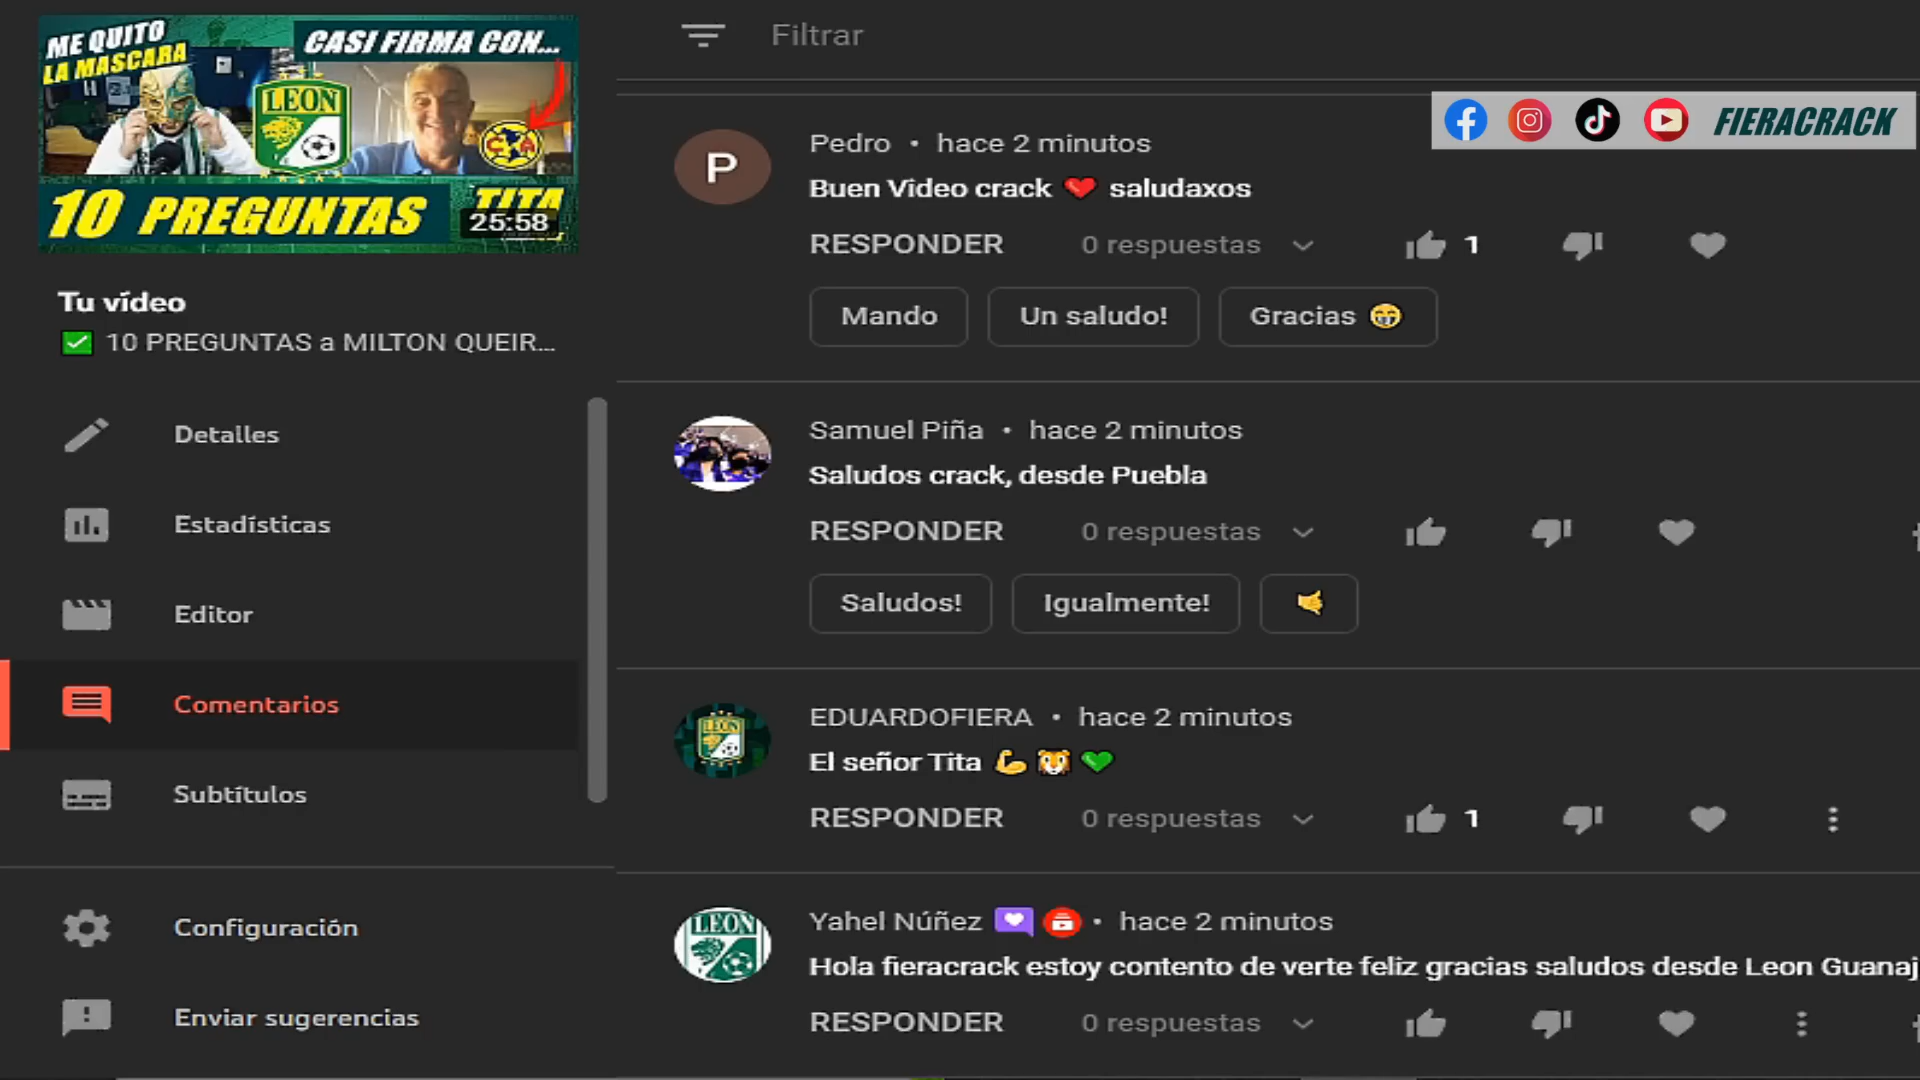 ME QUITO
LA MASCARA
CASI FIRMA CON...
LEON
CA
10 PREGUNTAS
TITA
25:58
Tu vídeo
✅ 10 PREGUNTAS a MILTON QUEIR...
Detalles
Estadísticas
Editor
Comentarios
Subtítulos
Configuración
Enviar sugerencias
Filtrar
FIERACRACK
P
Pedro • hace 2 minutos
Buen Video crack ❤️ saludaxos
RESPONDER 0 respuestas 1
Mando Un saludo! Gracias 😁
Samuel Piña • hace 2 minutos
Saludos crack, desde Puebla
RESPONDER 0 respuestas
Saludos! Igualmente! 🤙
LEON
EDUARDOFIERA • hace 2 minutos
El señor Tita 💪 🐯 💚
RESPONDER 0 respuestas 1
LEON
Yahel Núñez • hace 2 minutos
Hola fieracrack estoy contento de verte feliz gracias saludos desde Leon Guanaj
RESPONDER 0 respuestas